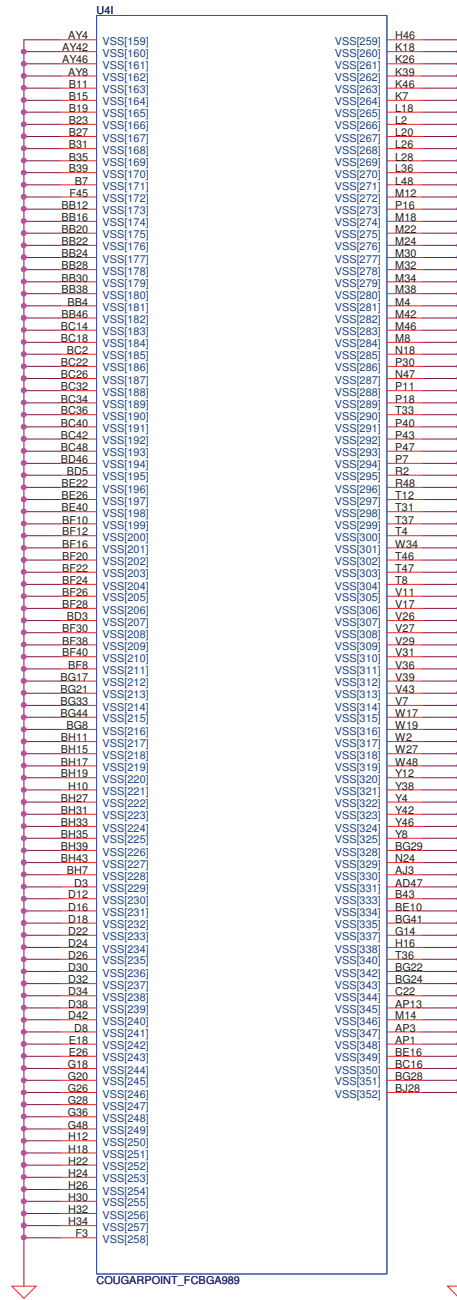 U4I
AY4 VSS[159]
AY42 VSS[160]
AY46 VSS[161]
AY8 VSS[162]
B11 VSS[163]
B15 VSS[164]
B19 VSS[165]
B23 VSS[166]
B27 VSS[167]
B31 VSS[168]
B35 VSS[169]
B39 VSS[170]
B7 VSS[171]
F45 VSS[172]
BB12 VSS[173]
BB16 VSS[174]
BB20 VSS[175]
BB22 VSS[176]
BB24 VSS[177]
BB28 VSS[178]
BB30 VSS[179]
BB38 VSS[180]
BB4 VSS[181]
BB46 VSS[182]
BC14 VSS[183]
BC18 VSS[184]
BC2 VSS[185]
BC22 VSS[186]
BC26 VSS[187]
BC32 VSS[188]
BC34 VSS[189]
BC36 VSS[190]
BC40 VSS[191]
BC42 VSS[192]
BC48 VSS[193]
BD46 VSS[194]
BD5 VSS[195]
BE22 VSS[196]
BE26 VSS[197]
BE40 VSS[198]
BF10 VSS[199]
BF12 VSS[200]
BF16 VSS[201]
BF20 VSS[202]
BF22 VSS[203]
BF24 VSS[204]
BF26 VSS[205]
BF28 VSS[206]
BD3 VSS[207]
BF30 VSS[208]
BF38 VSS[209]
BF40 VSS[210]
BF8 VSS[211]
BG17 VSS[212]
BG21 VSS[213]
BG33 VSS[214]
BG44 VSS[215]
BG8 VSS[216]
BH11 VSS[217]
BH15 VSS[218]
BH17 VSS[219]
BH19 VSS[220]
H10 VSS[221]
BH27 VSS[222]
BH31 VSS[223]
BH33 VSS[224]
BH35 VSS[225]
BH39 VSS[226]
BH43 VSS[227]
BH7 VSS[228]
D3 VSS[229]
D12 VSS[230]
D16 VSS[231]
D18 VSS[232]
D22 VSS[233]
D24 VSS[234]
D26 VSS[235]
D30 VSS[236]
D32 VSS[237]
D34 VSS[238]
D38 VSS[239]
D42 VSS[240]
D8 VSS[241]
E18 VSS[242]
E26 VSS[243]
G18 VSS[244]
G20 VSS[245]
G26 VSS[246]
G28 VSS[247]
G36 VSS[248]
G48 VSS[249]
H12 VSS[250]
H18 VSS[251]
H22 VSS[252]
H24 VSS[253]
H26 VSS[254]
H30 VSS[255]
H32 VSS[256]
H34 VSS[257]
F3 VSS[258]
VSS[259] H46
VSS[260] K18
VSS[261] K26
VSS[262] K39
VSS[263] K46
VSS[264] K7
VSS[265] L18
VSS[266] L2
VSS[267] L20
VSS[268] L26
VSS[269] L28
VSS[270] L36
VSS[271] L48
VSS[272] M12
VSS[273] P16
VSS[274] M18
VSS[275] M22
VSS[276] M24
VSS[277] M30
VSS[278] M32
VSS[279] M34
VSS[280] M38
VSS[281] M4
VSS[282] M42
VSS[283] M46
VSS[284] M8
VSS[285] N18
VSS[286] P30
VSS[287] N47
VSS[288] P11
VSS[289] P18
VSS[290] T33
VSS[291] P40
VSS[292] P43
VSS[293] P47
VSS[294] P7
VSS[295] R2
VSS[296] R48
VSS[297] T12
VSS[298] T31
VSS[299] T37
VSS[300] T4
VSS[301] W34
VSS[302] T46
VSS[303] T47
VSS[304] T8
VSS[305] V11
VSS[306] V17
VSS[307] V26
VSS[308] V27
VSS[309] V29
VSS[310] V31
VSS[311] V36
VSS[312] V39
VSS[313] V43
VSS[314] V7
VSS[315] W17
VSS[316] W19
VSS[317] W2
VSS[318] W27
VSS[319] W48
VSS[320] Y12
VSS[321] Y38
VSS[322] Y4
VSS[323] Y42
VSS[324] Y46
VSS[325] Y8
VSS[328] BG29
VSS[329] N24
VSS[330] AJ3
VSS[331] AD47
VSS[333] B43
VSS[334] BE10
VSS[335] BG41
VSS[337] G14
VSS[338] H16
VSS[340] T36
VSS[342] BG22
VSS[343] BG24
VSS[344] C22
VSS[345] AP13
VSS[346] M14
VSS[347] AP3
VSS[348] AP1
VSS[349] BE16
VSS[350] BC16
VSS[351] BG28
VSS[352] BJ28
COUGARPOINT_FCBGA989